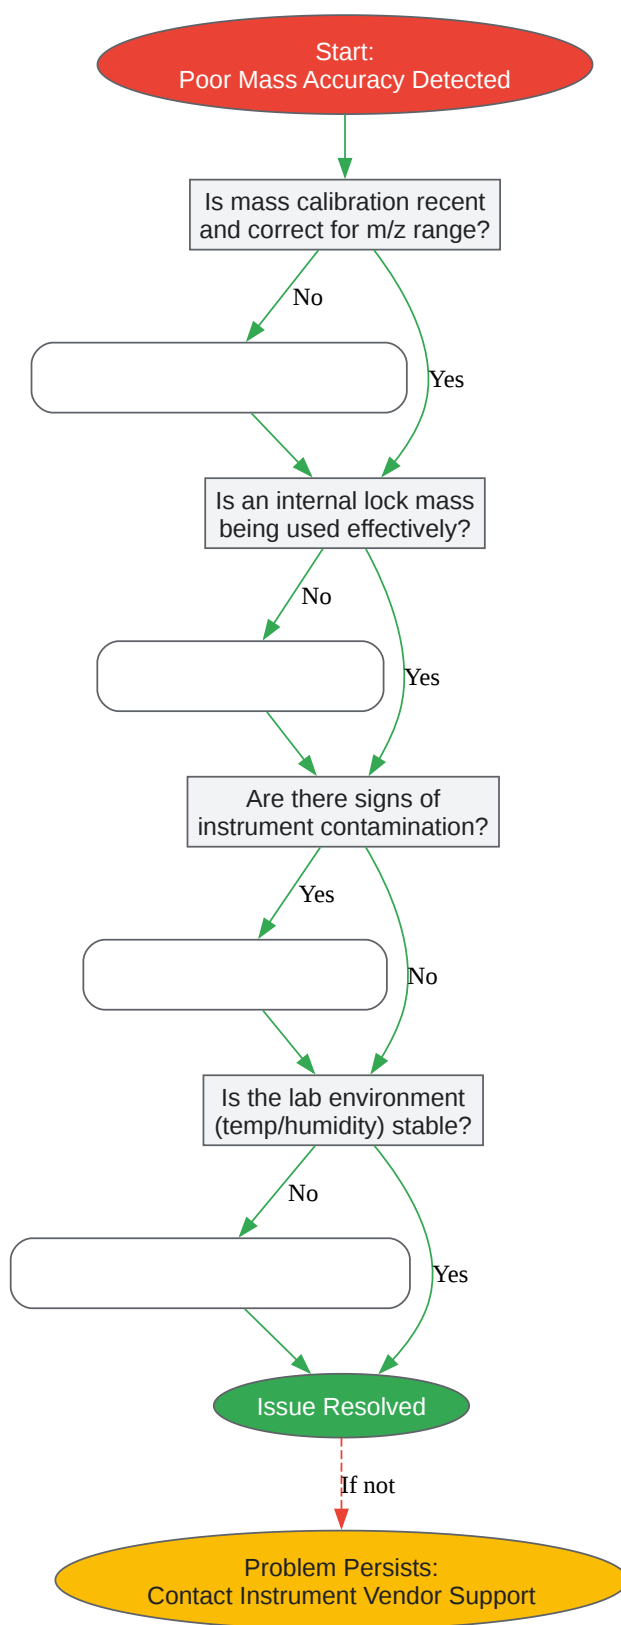 Start:
Poor Mass Accuracy Detected
Is mass calibration recent
and correct for m/z range?
No
Yes
Is an internal lock mass
being used effectively?
No
Yes
Are there signs of
instrument contamination?
Yes
No
Is the lab environment
(temp/humidity) stable?
No
Yes
Issue Resolved
If not
Problem Persists:
Contact Instrument Vendor Support